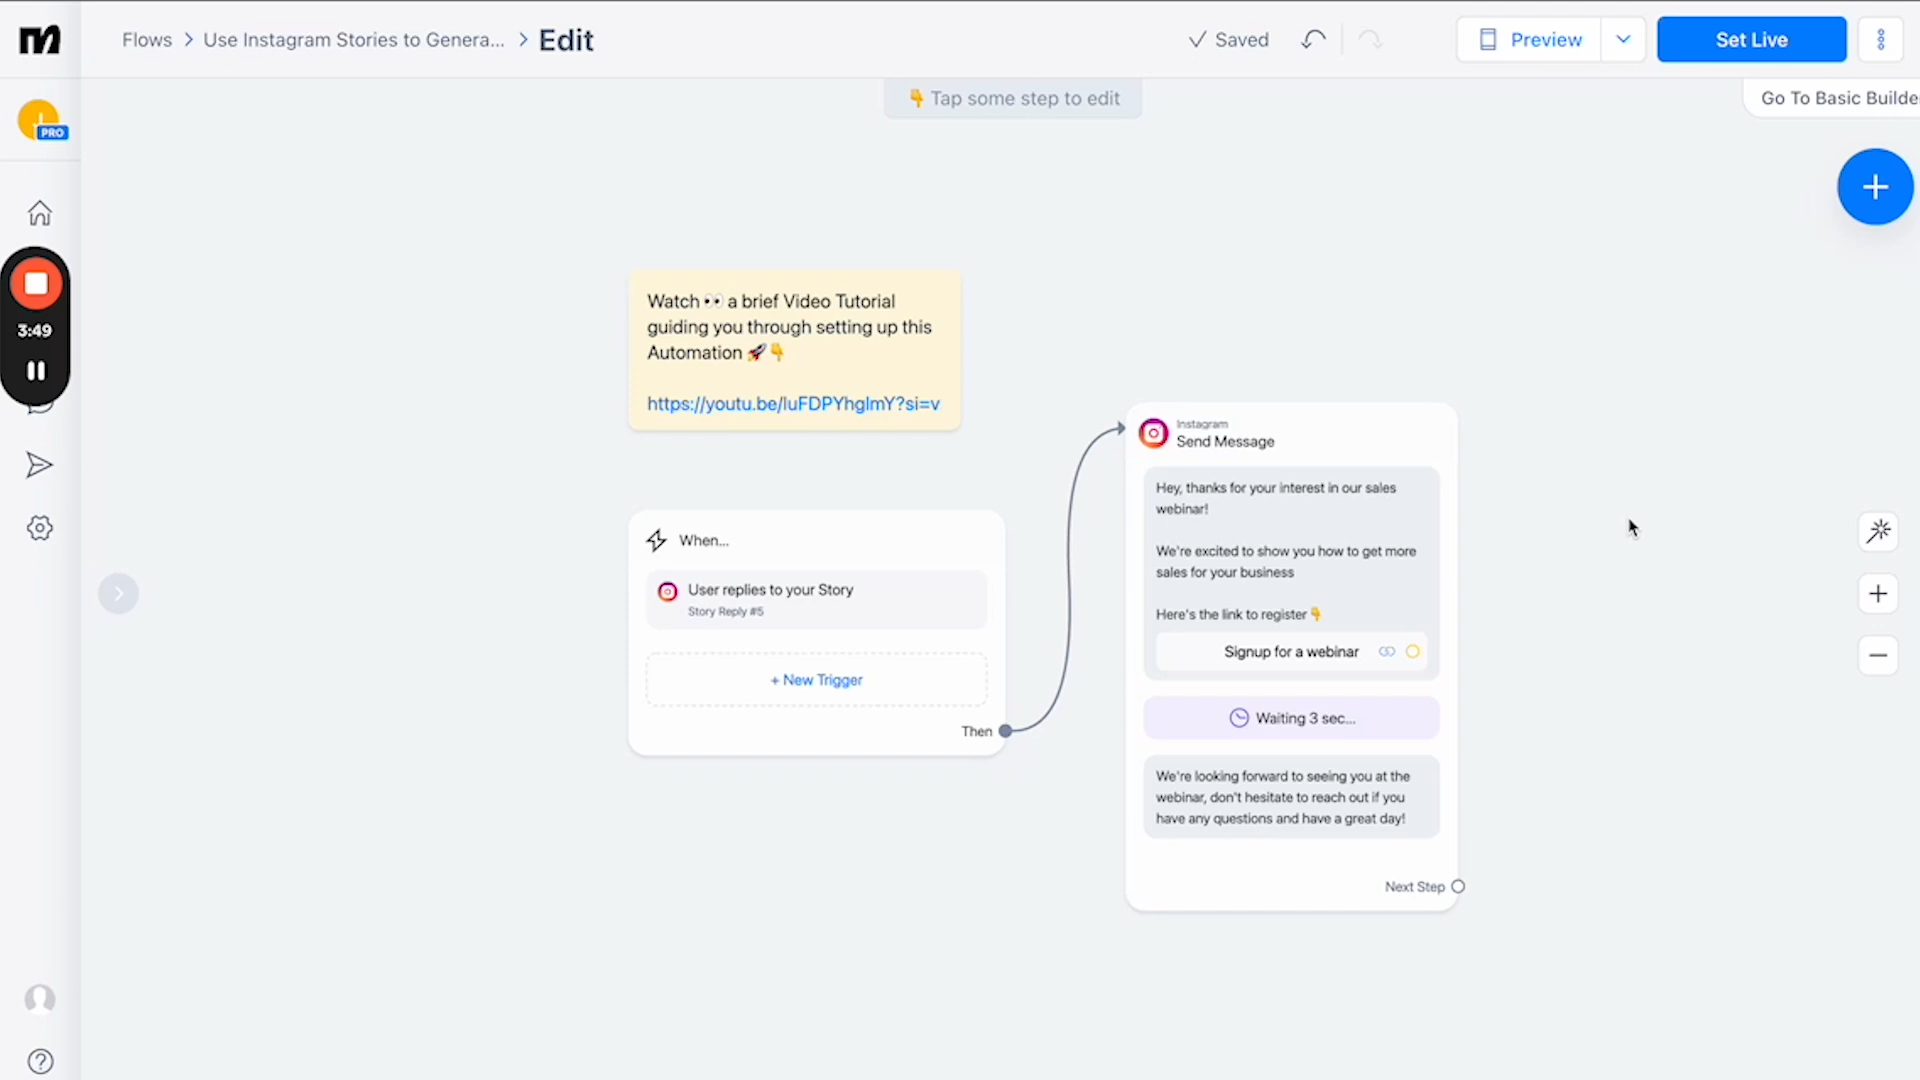 Flows > Use Instagram Stories to Genera... > Edit
Saved
Preview
Set Live
👇 Tap some step to edit
Go To Basic Builde
PRO
3:49
Watch 👀 a brief Video Tutorial
guiding you through setting up this
Automation 🚀👇
https://youtu.be/luFDPYhglmY?si=v
Instagram
Send Message
Hey, thanks for your interest in our sales
webinar!
We're excited to show you how to get more
sales for your business
Here's the link to register👇
Signup for a webinar
Waiting 3 sec...
We're looking forward to seeing you at the
webinar, don't hesitate to reach out if you
have any questions and have a great day!
Next Step
When...
User replies to your Story
Story Reply #5
+ New Trigger
Then